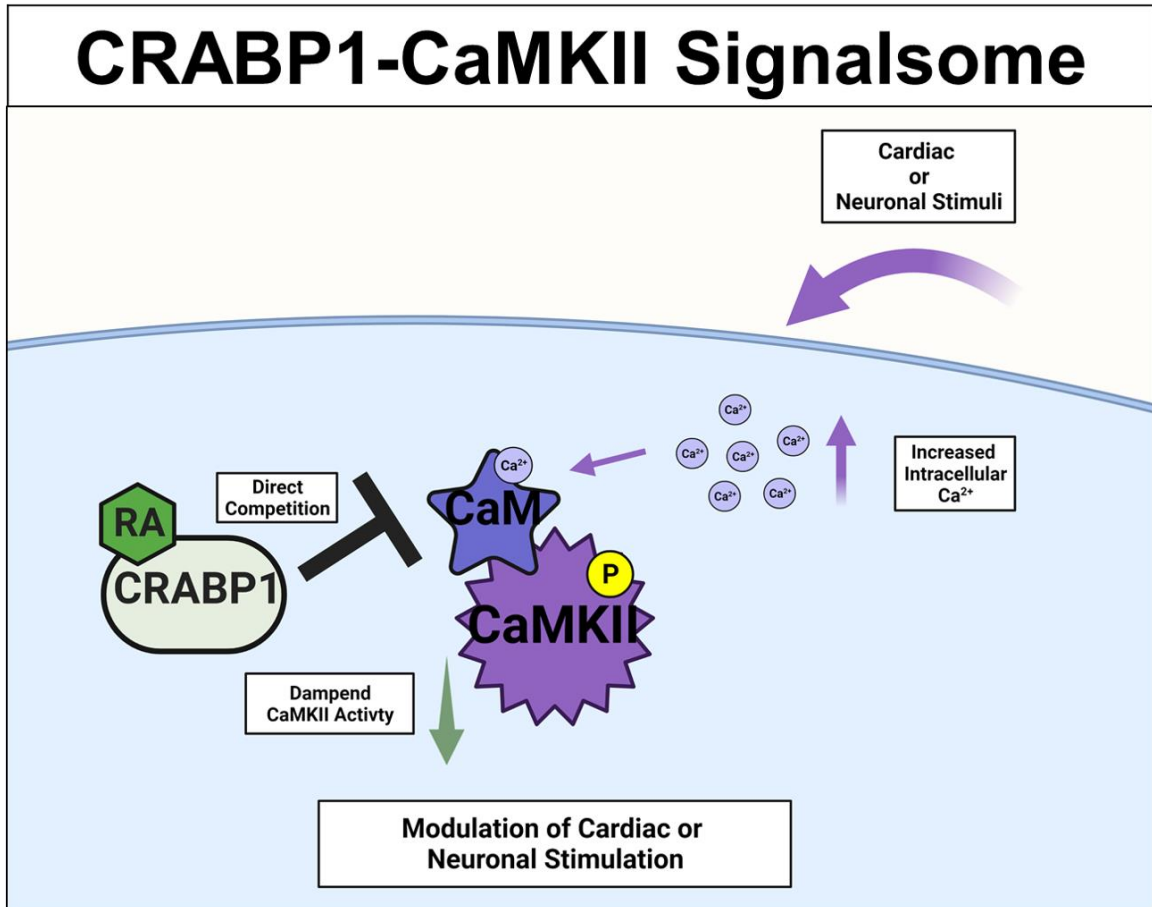 CRABP1-CaMKII Signalsome
Cardiac
or
Neuronal Stimuli
Ca²⁺
Ca²⁺
Ca²⁺
Ca²⁺
Ca²⁺
Ca²⁺
Increased
Intracellular
Ca²⁺
Ca²⁺
CaM
Direct
Competition
RA
CRABP1
P
CaMKII
Dampend
CaMKII Activty
Modulation of Cardiac or
Neuronal Stimulation